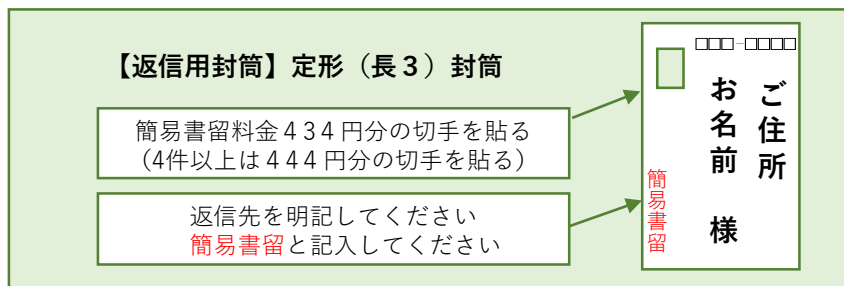 【返信用封筒】定形（長３）封筒
簡易書留料金４３４円分の切手を貼る
（4件以上は４４４円分の切手を貼る）
返信先を明記してください
簡易書留と記入してください
□□□-□□□□
ご住所
お名前　様
簡易書留